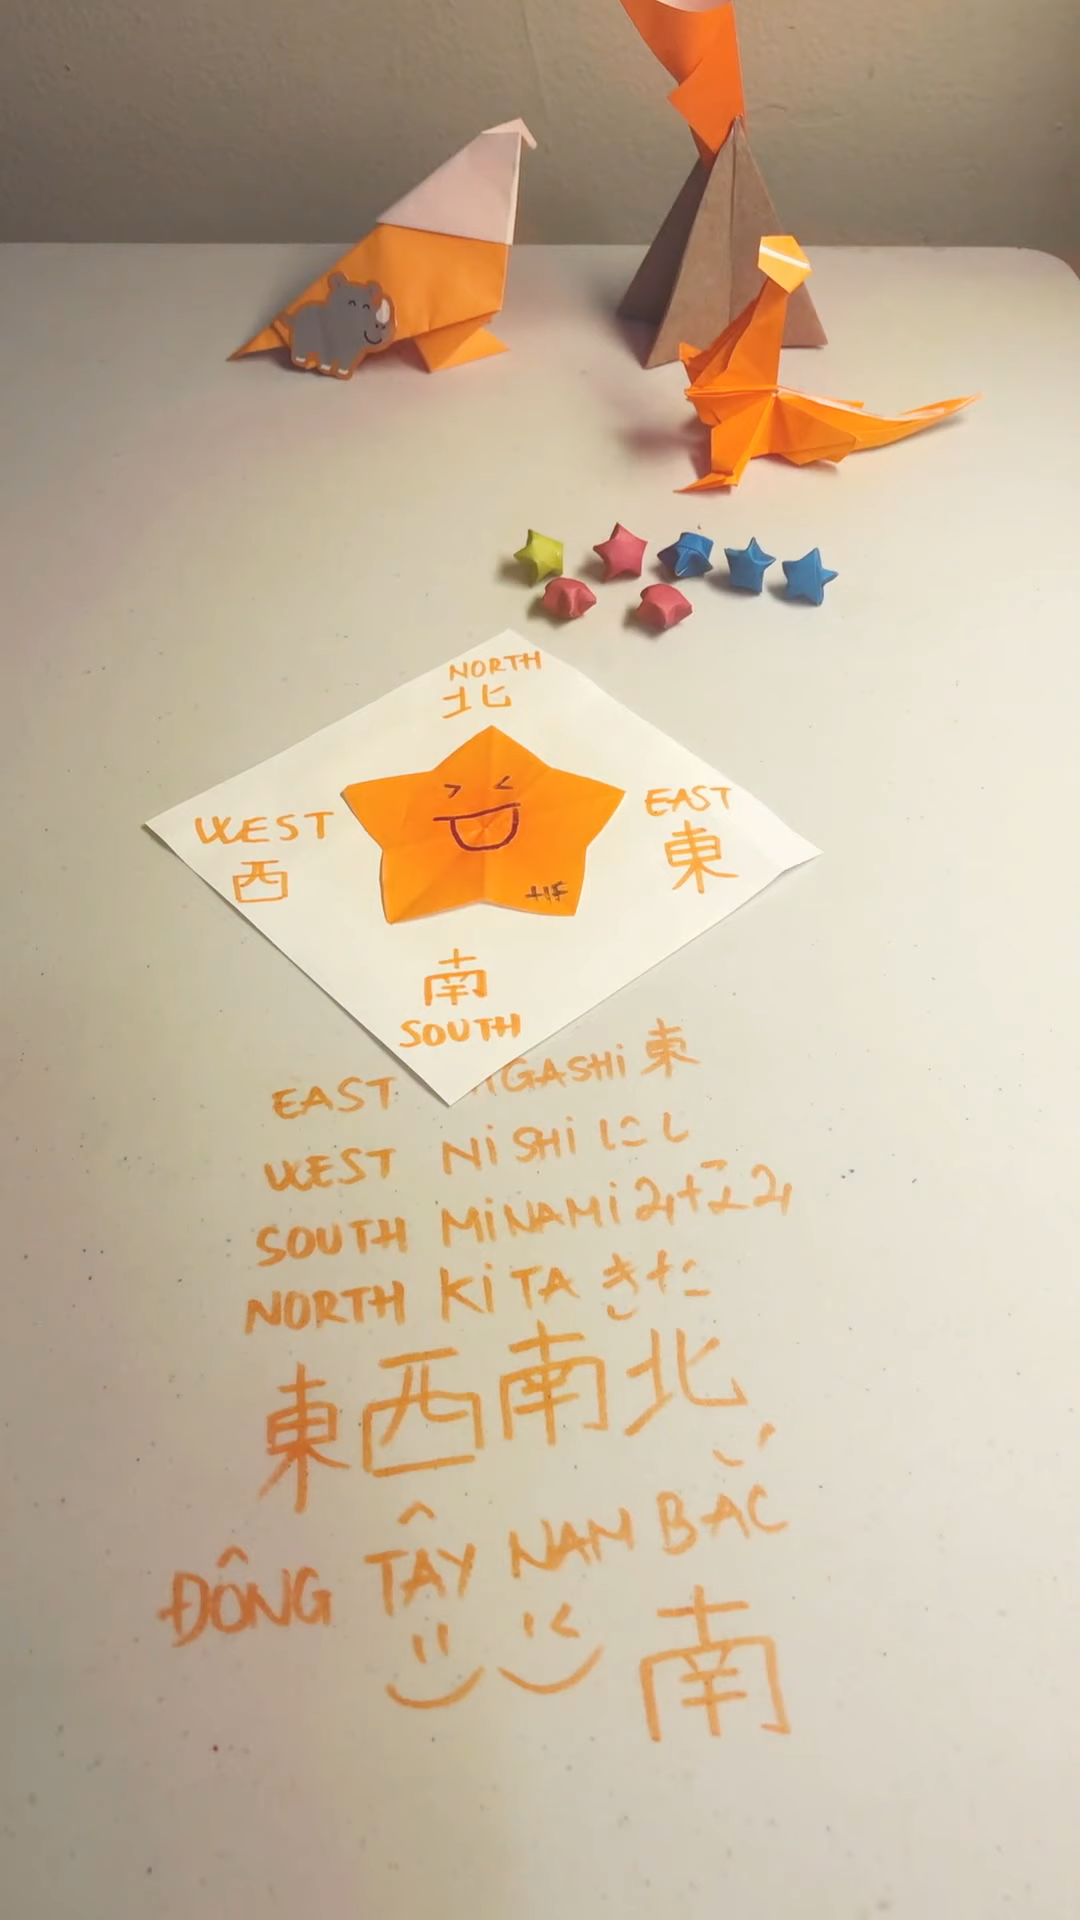 NORTH
北
WEST
西
EAST
東
南
SOUTH
EAST GASHi 東
WEST NiSHi にし
SOUTH MiNAMi みなみ
NORTH KiTA きた
東西南北
ĐÔNG TÂY NAM BẮC
南